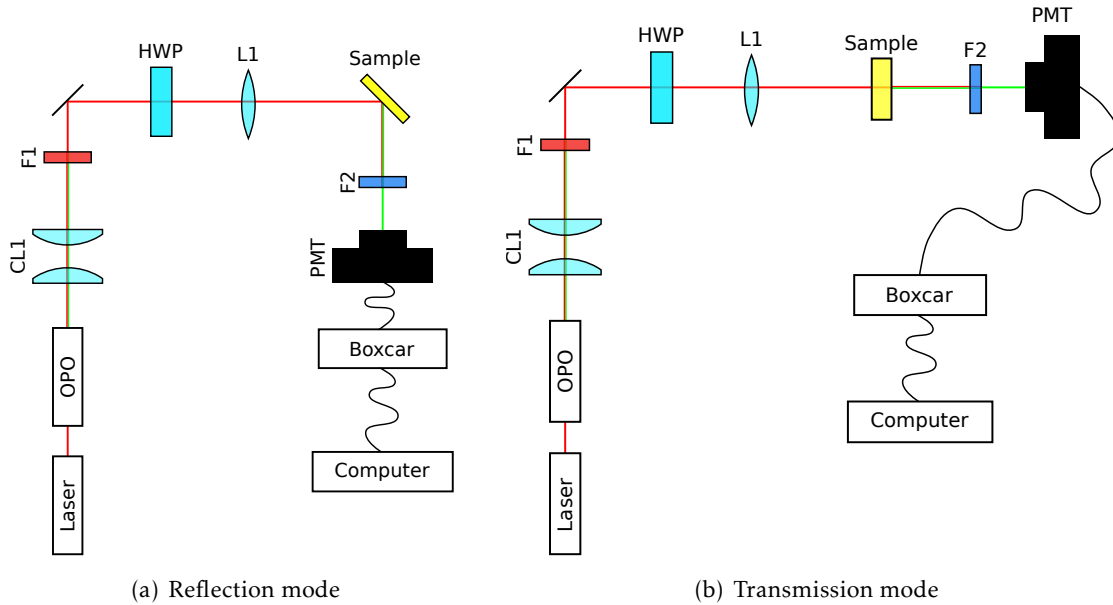 HWP
L1
Sample
F1
F2
CL1
PMT
OPO
Boxcar
Laser
Computer
(a) Reflection mode
PMT
HWP
L1
Sample
F2
F1
CL1
Boxcar
OPO
Computer
Laser
(b) Transmission mode